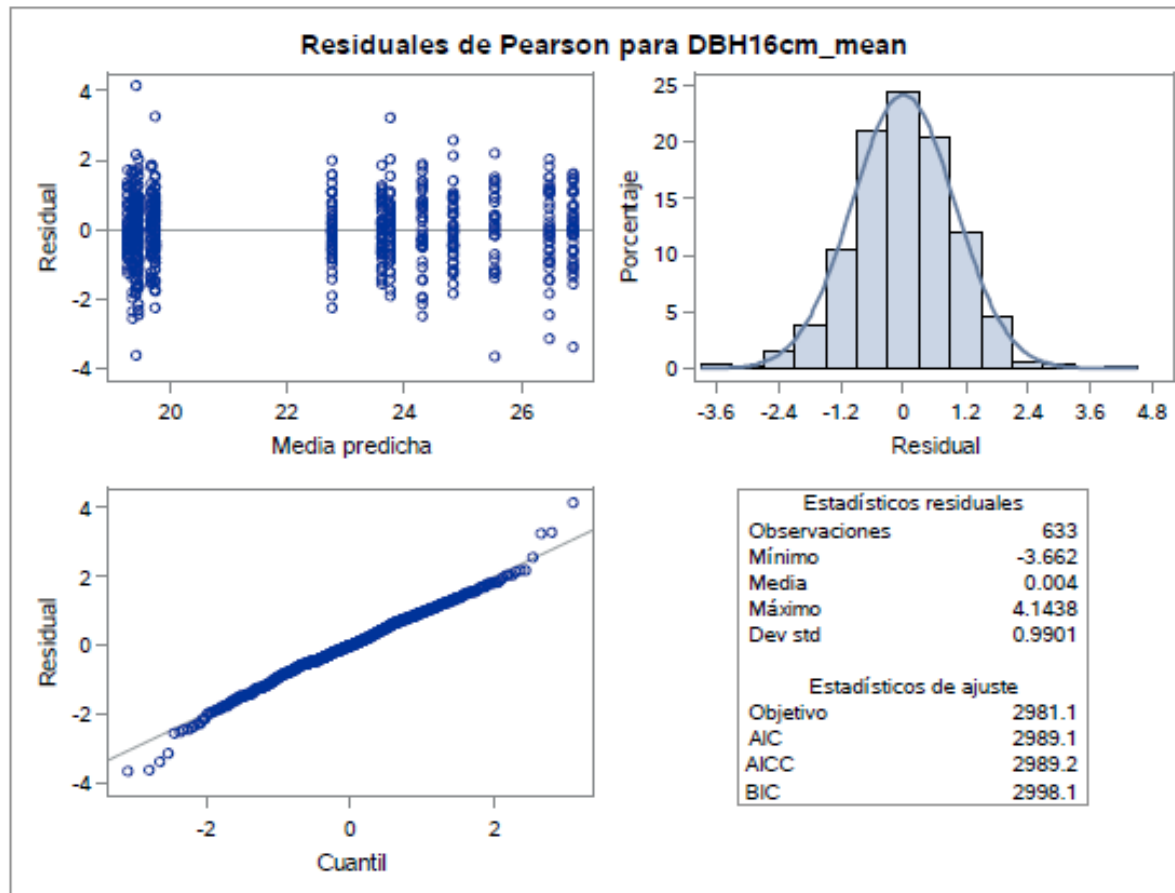 Residuales de Pearson para DBH16cm_mean
4
2
0
-2
-4
Residual
20 22 24 26
Media predicha
25
20
15
10
5
0
Porcentaje
-3.6 -2.4 -1.2 0 1.2 2.4 3.6 4.8
Residual
4
2
0
-2
-4
Residual
-2 0 2
Cuantil
Estadísticos residuales
Observaciones 633
Mínimo -3.662
Media 0.004
Máximo 4.1438
Dev std 0.9901
Estadísticos de ajuste
Objetivo 2981.1
AIC 2989.1
AICC 2989.2
BIC 2998.1